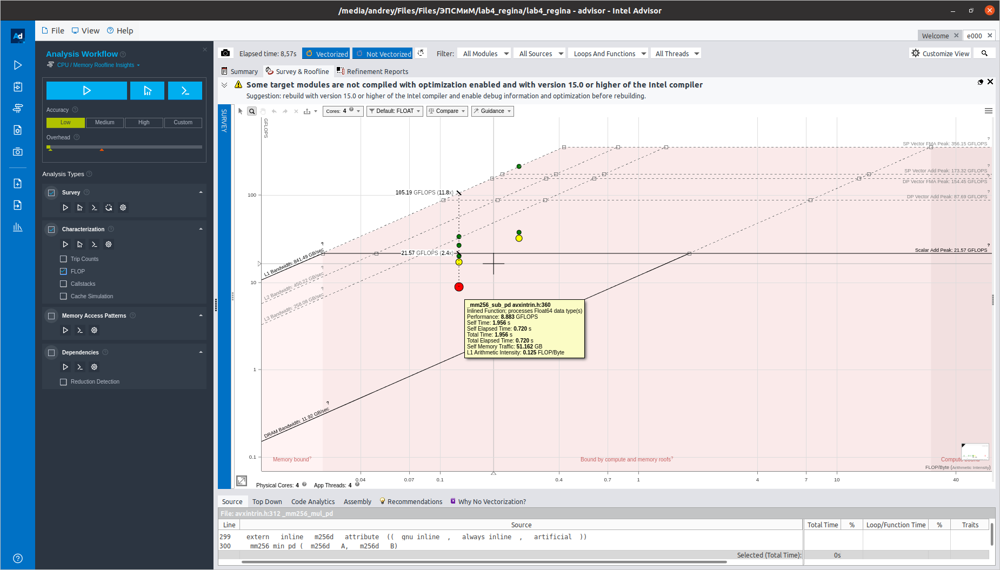 /media/andrey/Files/Files/ЭПСМиМ/lab4_regina/lab4_regina - advisor - Intel Advisor
Ad
File View Help
Welcome e000
Analysis Workflow
CPU / Memory Roofline Insights
Accuracy
Low Medium High Custom
Overhead
Analysis Types
Survey
Characterization
Trip Counts
FLOP
Callstacks
Cache Simulation
Memory Access Patterns
Dependencies
Reduction Detection
Elapsed time: 8,57s Vectorized Not Vectorized Filter: All Modules All Sources Loops And Functions All Threads Customize View
Summary Survey & Roofline Refinement Reports
Some target modules are not compiled with optimization enabled and with version 15.0 or higher of the Intel compiler
Suggestion: rebuild with version 15.0 or higher of the Intel compiler and enable debug information and optimization before rebuilding.
SURVEY
Cores: 4 Default: FLOAT Compare Guidance
GFLOPS
SP Vector FMA Peak: 356.15 GFLOPS ?
SP Vector Add Peak: 173.32 GFLOPS ?
DP Vector FMA Peak: 154.45 GFLOPS ?
DP Vector Add Peak: 87.69 GFLOPS ?
Scalar Add Peak: 21.57 GFLOPS ?
105.19 GFLOPS (11.8x)
21.57 GFLOPS (2.4x)
L1 Bandwidth: 841.49 GB/sec ?
L2 Bandwidth: 450.22 GB/sec ?
L3 Bandwidth: 258.08 GB/sec ?
DRAM Bandwidth: 11.92 GB/sec ?
100
10
1
0.1
_mm256_sub_pd avxintrin.h:360
Inlined Function; processes Float64 data type(s)
Performance: 8.883 GFLOPS
Self Time: 1.956 s
Self Elapsed Time: 0.720 s
Total Time: 1.956 s
Total Elapsed Time: 0.720 s
Self Memory Traffic: 51.162 GB
L1 Arithmetic Intensity: 0.125 FLOP/Byte
Memory bound? Bound by compute and memory roofs?
FLOP/Byte (Arithmetic Intensity)
0.04 0.07 0.1 0.4 0.7 1 4 7 10 40
Physical Cores: 4 App Threads: 4
Source Top Down Code Analytics Assembly Recommendations Why No Vectorization?
File: avxintrin.h:312 _mm256_mul_pd
Line Source Total Time % Loop/Function Time % Traits
299 extern inline m256d attribute (( gnu inline , always inline , artificial ))
300 mm256 min pd ( m256d A, m256d B)
Selected (Total Time): 0s